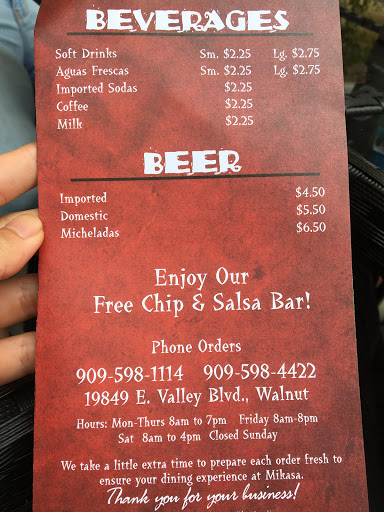 BEVERAGES
Soft Drinks Sm. $2.25 Lg. $2.75
Aguas Frescas Sm. $2.25 Lg. $2.75
Imported Sodas $2.25
Coffee $2.25
Milk $2.25
BEER
Imported $4.50
Domestic $5.50
Micheladas $6.50
Enjoy Our
Free Chip & Salsa Bar!
Phone Orders
909-598-1114 909-598-4422
19849 E. Valley Blvd., Walnut
Hours: Mon-Thurs 8am to 7pm Friday 8am-8pm
Sat 8am to 4pm Closed Sunday
We take a little extra time to prepare each order fresh to
ensure your dining experience at Mikasa.
Thank you for your business!